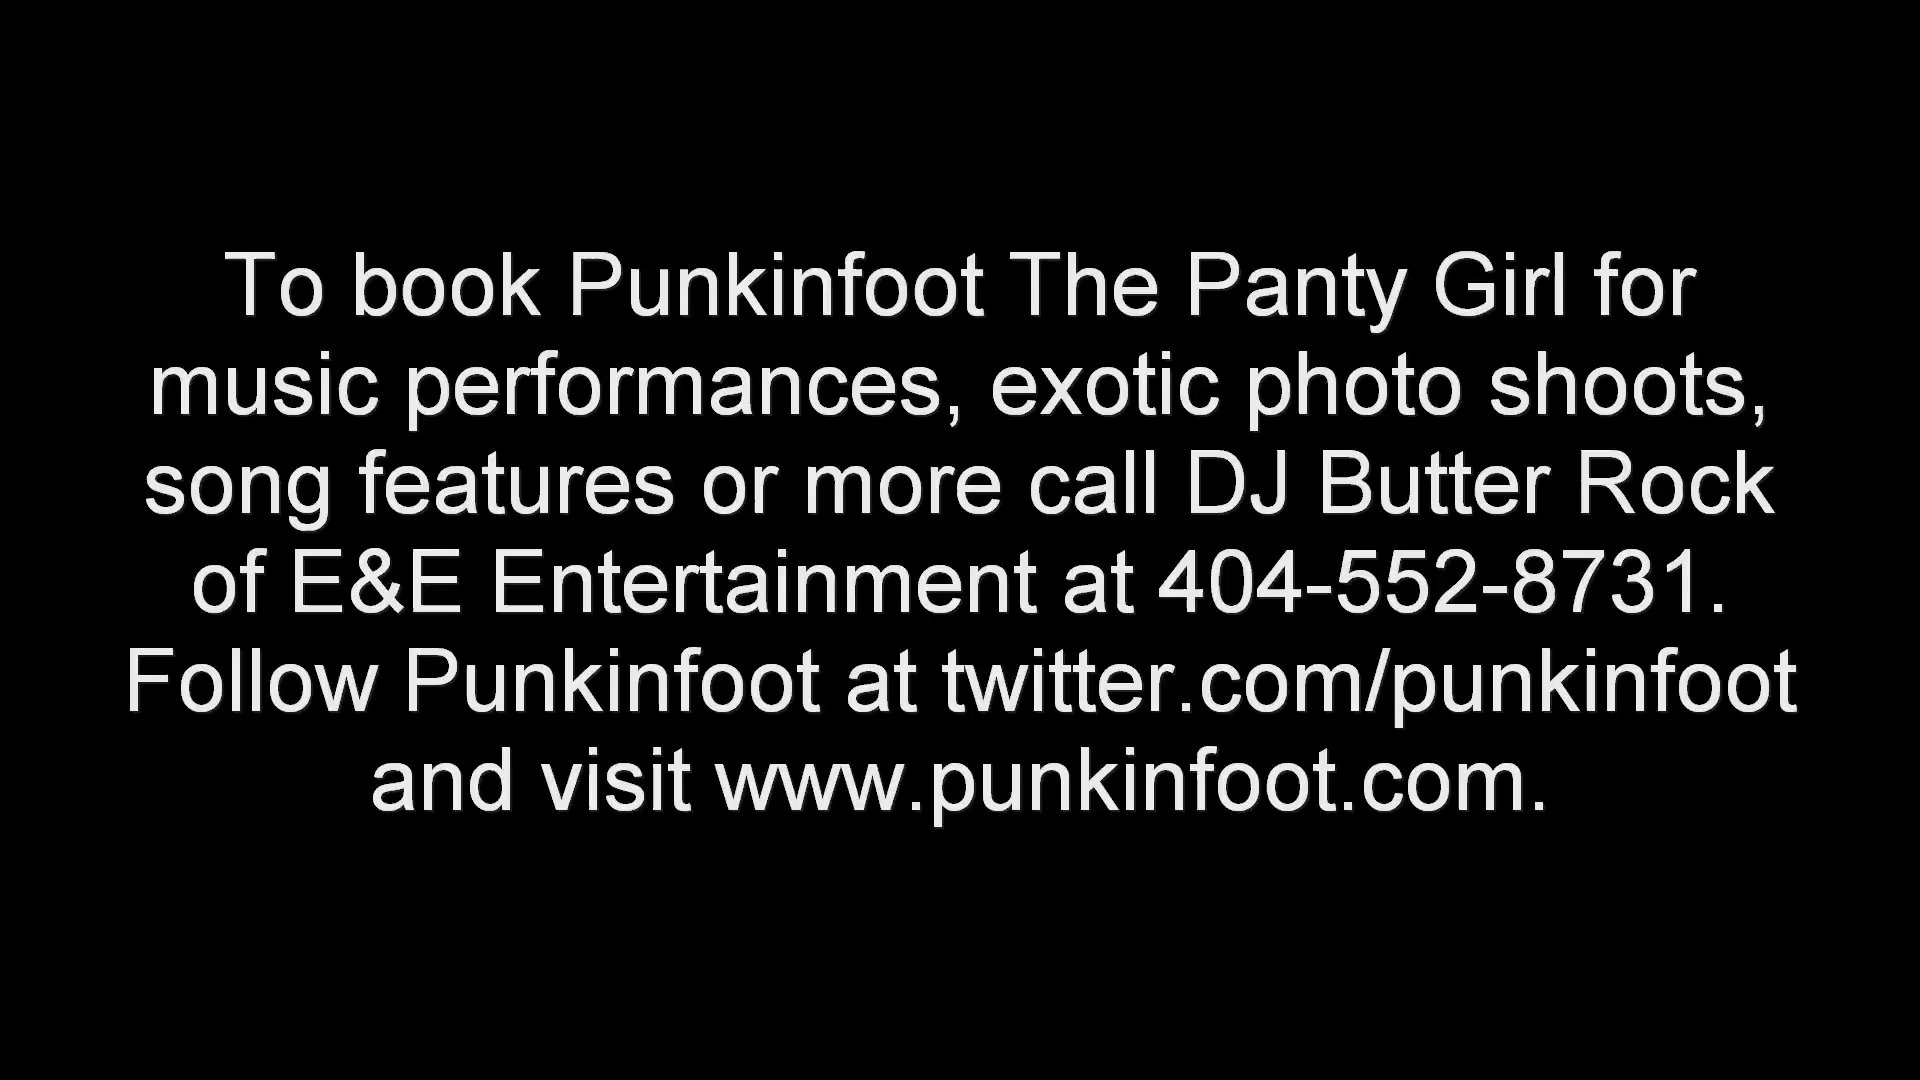 To book Punkinfoot The Panty Girl for
music performances, exotic photo shoots,
song features or more call DJ Butter Rock
of E&E Entertainment at 404-552-8731.
Follow Punkinfoot at twitter.com/punkinfoot
and visit www.punkinfoot.com.